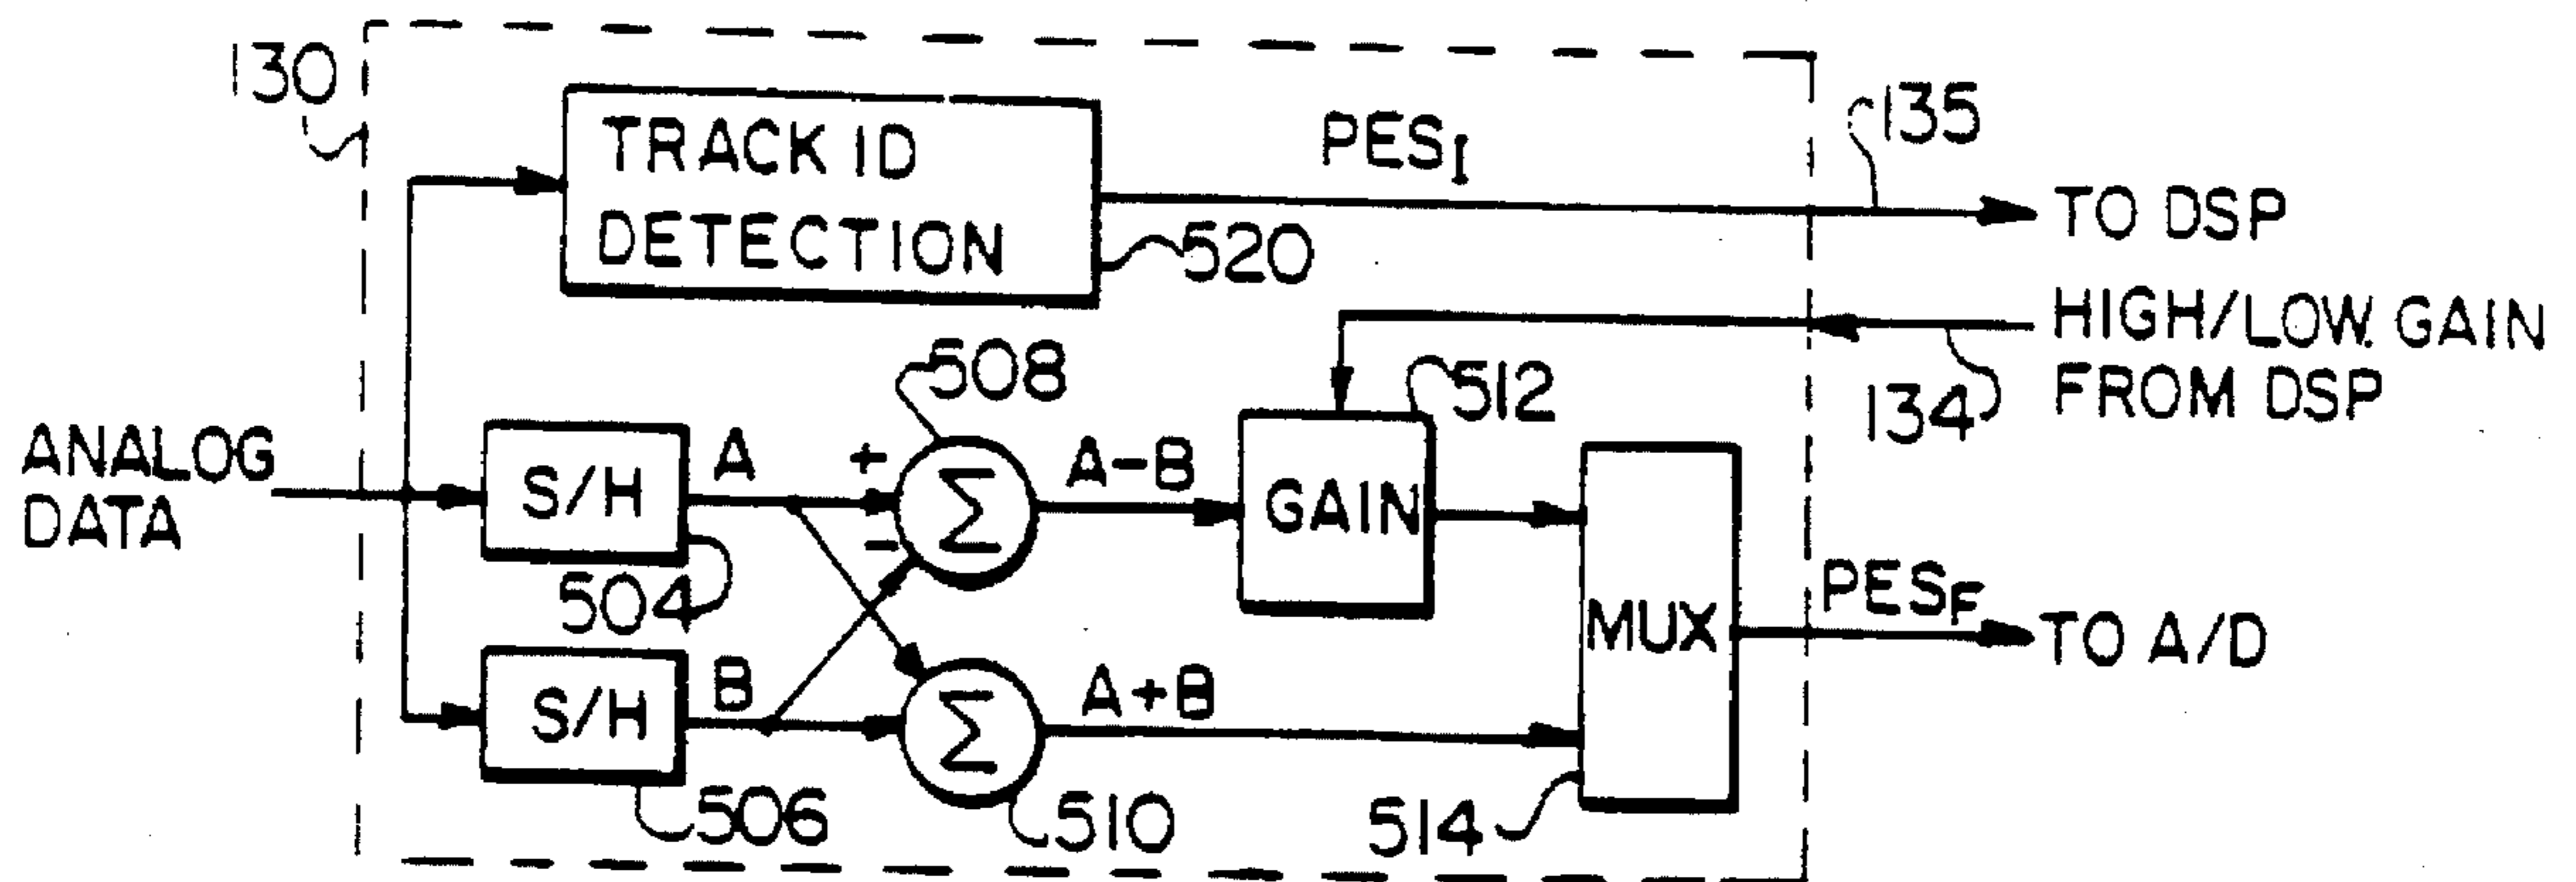 130
TRACK ID
DETECTION
520
PESI
135
TO DSP
HIGH/LOW GAIN
FROM DSP
134
ANALOG
DATA
S/H
A
504
S/H
B
506
+
-
Σ
508
Σ
510
A-B
A+B
GAIN
512
MUX
514
PESF
TO A/D